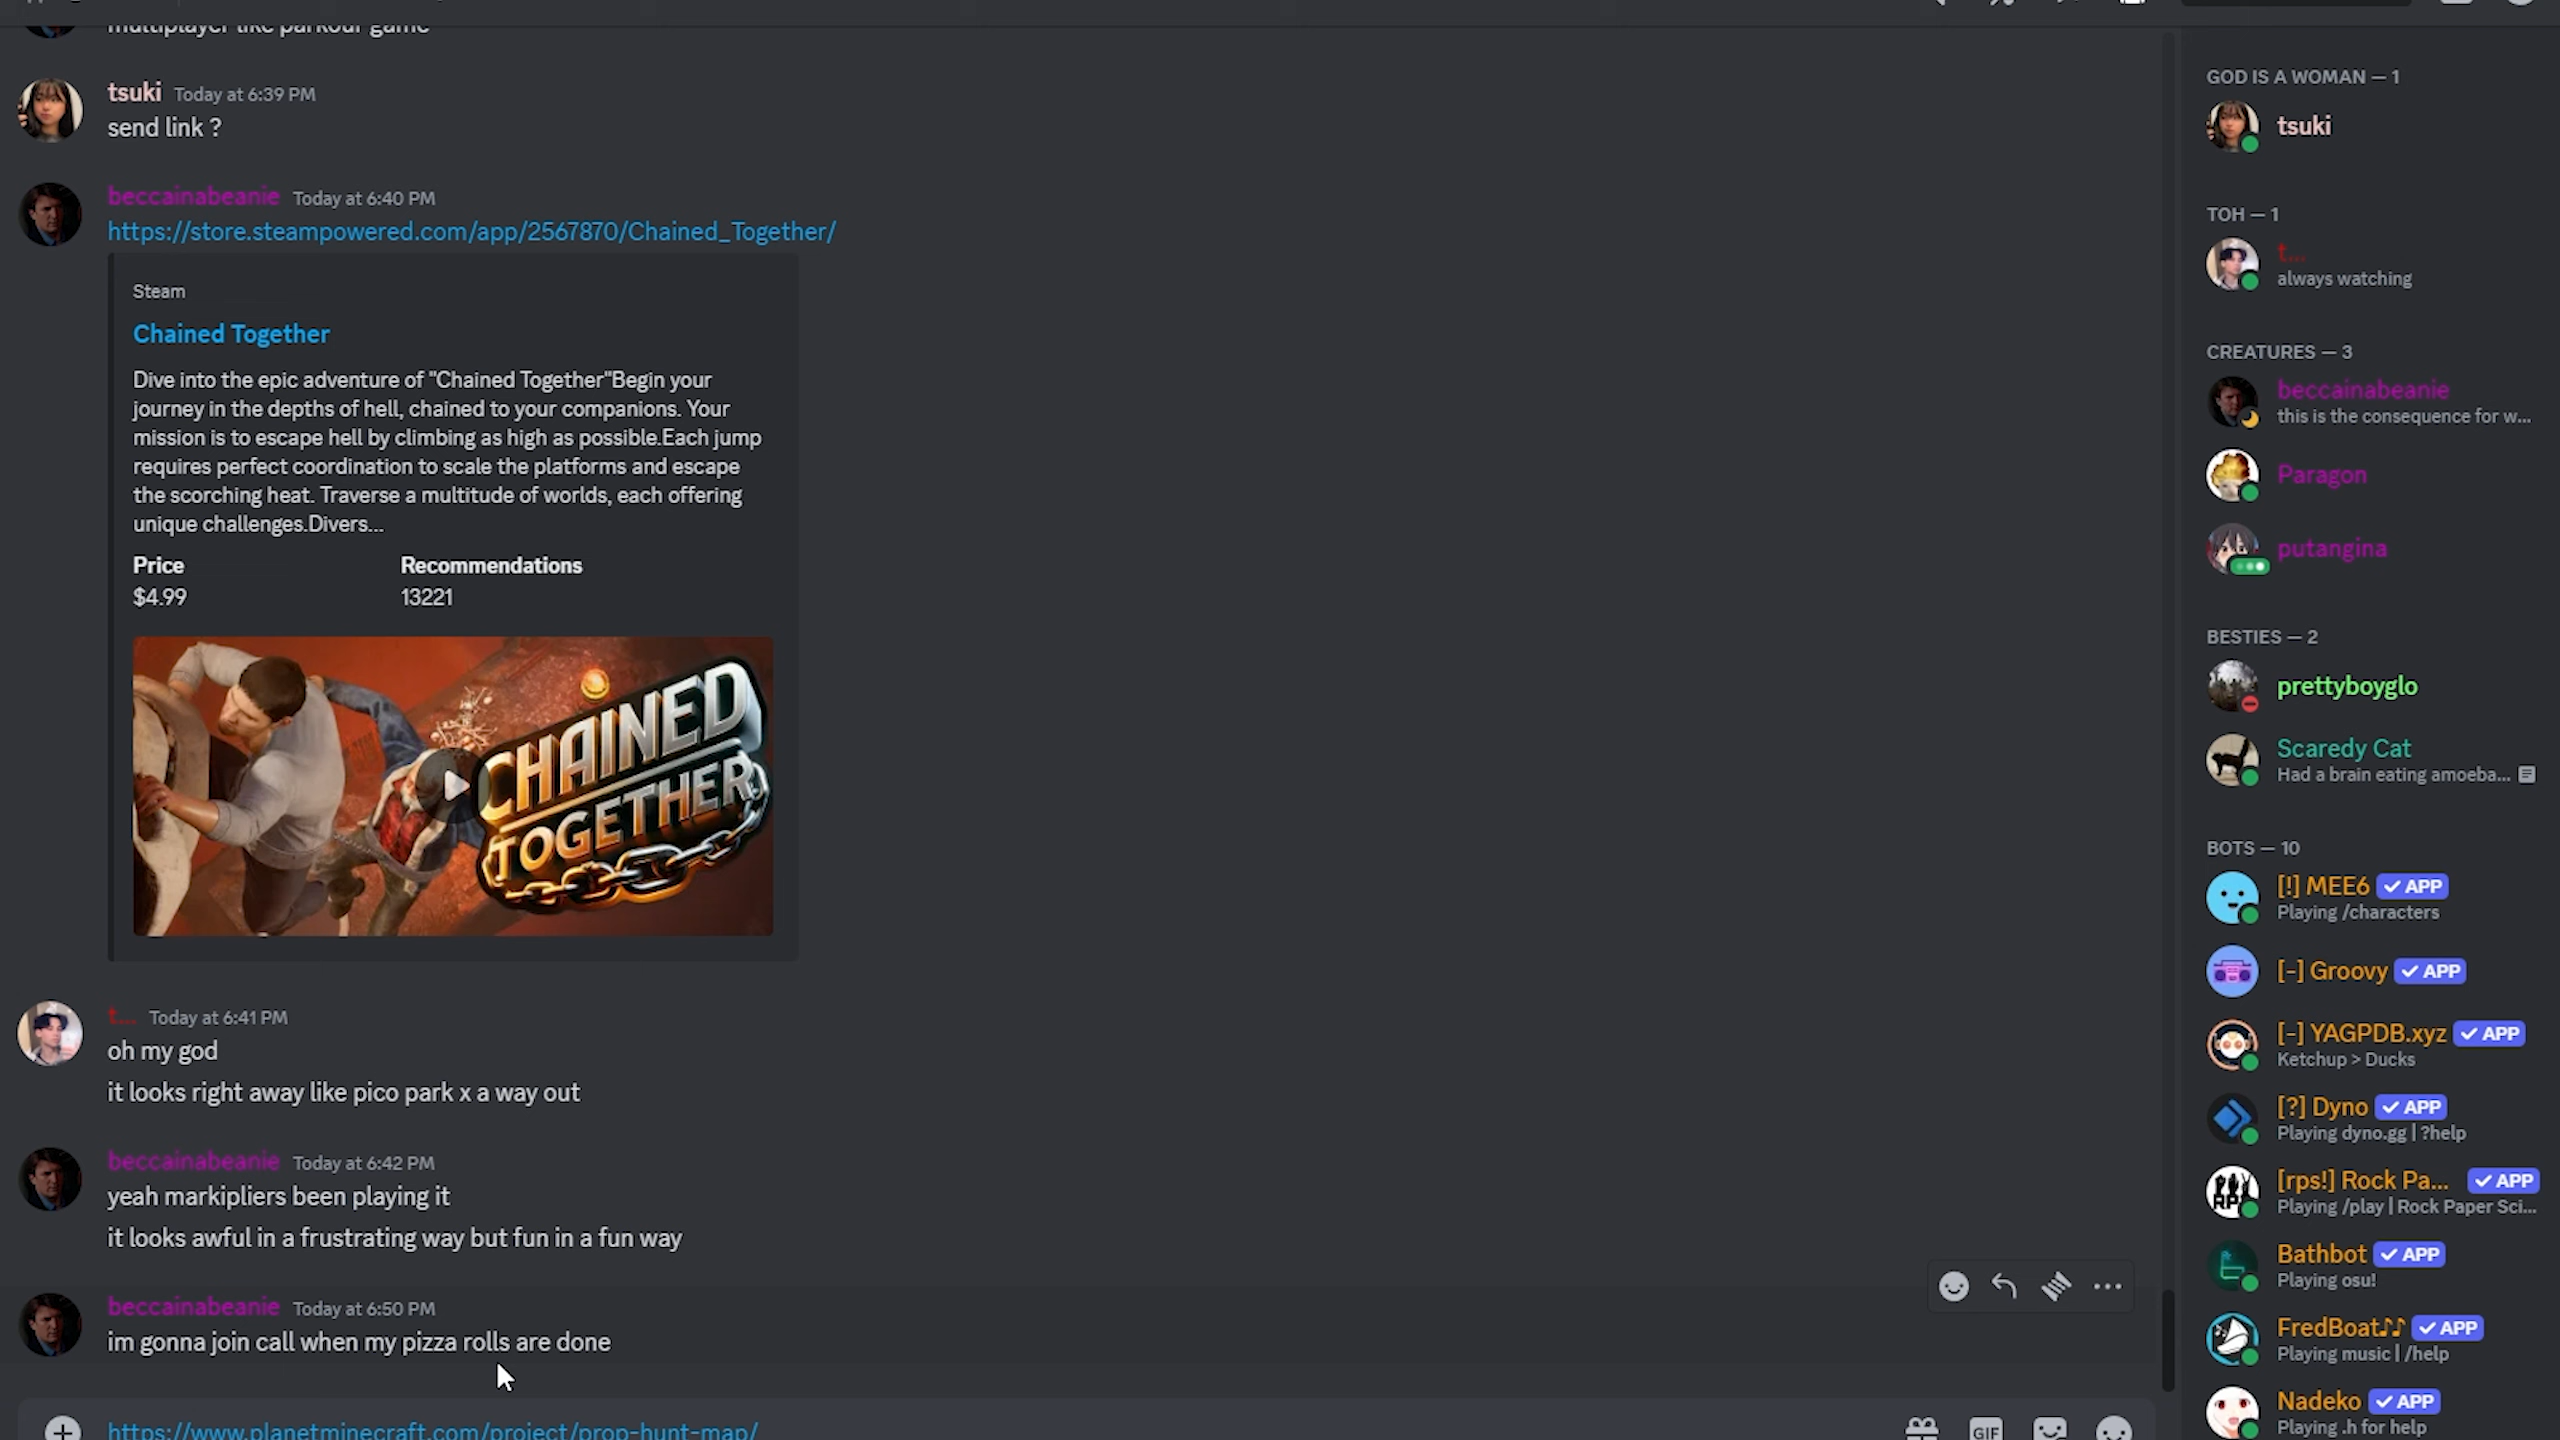 multiplayer like parkour game
tsuki Today at 6:39 PM
send link ?
beccainabeanie Today at 6:40 PM
https://store.steampowered.com/app/2567870/Chained_Together/
Steam
Chained Together
Dive into the epic adventure of "Chained Together"Begin your
journey in the depths of hell, chained to your companions. Your
mission is to escape hell by climbing as high as possible.Each jump
requires perfect coordination to scale the platforms and escape
the scorching heat. Traverse a multitude of worlds, each offering
unique challenges.Divers...
Price Recommendations
$4.99 13221
CHAINED
TOGETHER
t... Today at 6:41 PM
oh my god
it looks right away like pico park x a way out
beccainabeanie Today at 6:42 PM
yeah markipliers been playing it
it looks awful in a frustrating way but fun in a fun way
beccainabeanie Today at 6:50 PM
im gonna join call when my pizza rolls are done
https://www.planetminecraft.com/project/prop-hunt-map/
GIF
GOD IS A WOMAN — 1
tsuki
TOH — 1
t...
always watching
CREATURES — 3
beccainabeanie
this is the consequence for w...
Paragon
putangina
BESTIES — 2
prettyboyglo
Scaredy Cat
Had a brain eating amoeba...
BOTS — 10
[!] MEE6 ✓ APP
Playing /characters
[-] Groovy ✓ APP
[-] YAGPDB.xyz ✓ APP
Ketchup > Ducks
[?] Dyno ✓ APP
Playing dyno.gg | ?help
[rps!] Rock Pa... ✓ APP
Playing /play | Rock Paper Sci...
Bathbot ✓ APP
Playing osu!
FredBoat♪♪ ✓ APP
Playing music | /help
Nadeko ✓ APP
Playing .h for help